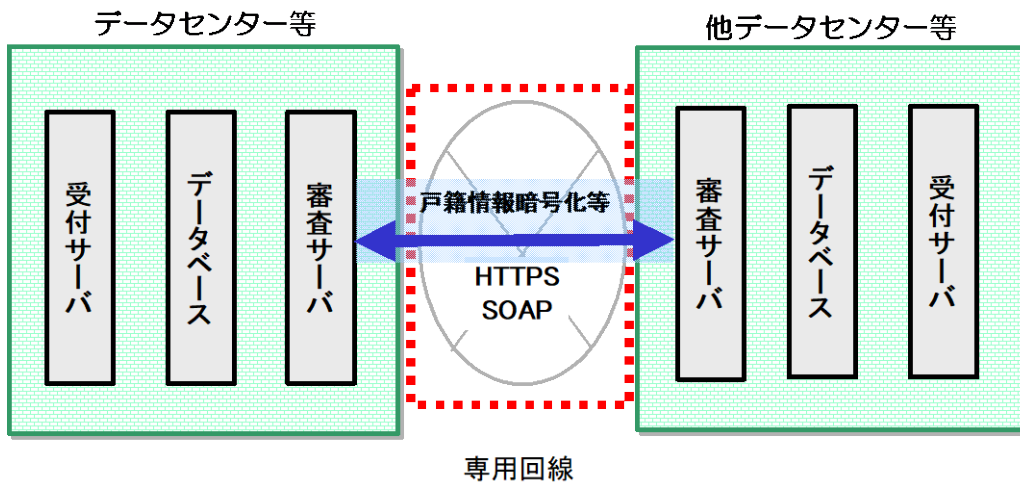 データセンター等
他データセンター等
受付サーバ
データベース
審査サーバ
戸籍情報暗号化等
HTTPS
SOAP
審査サーバ
データベース
受付サーバ
専用回線